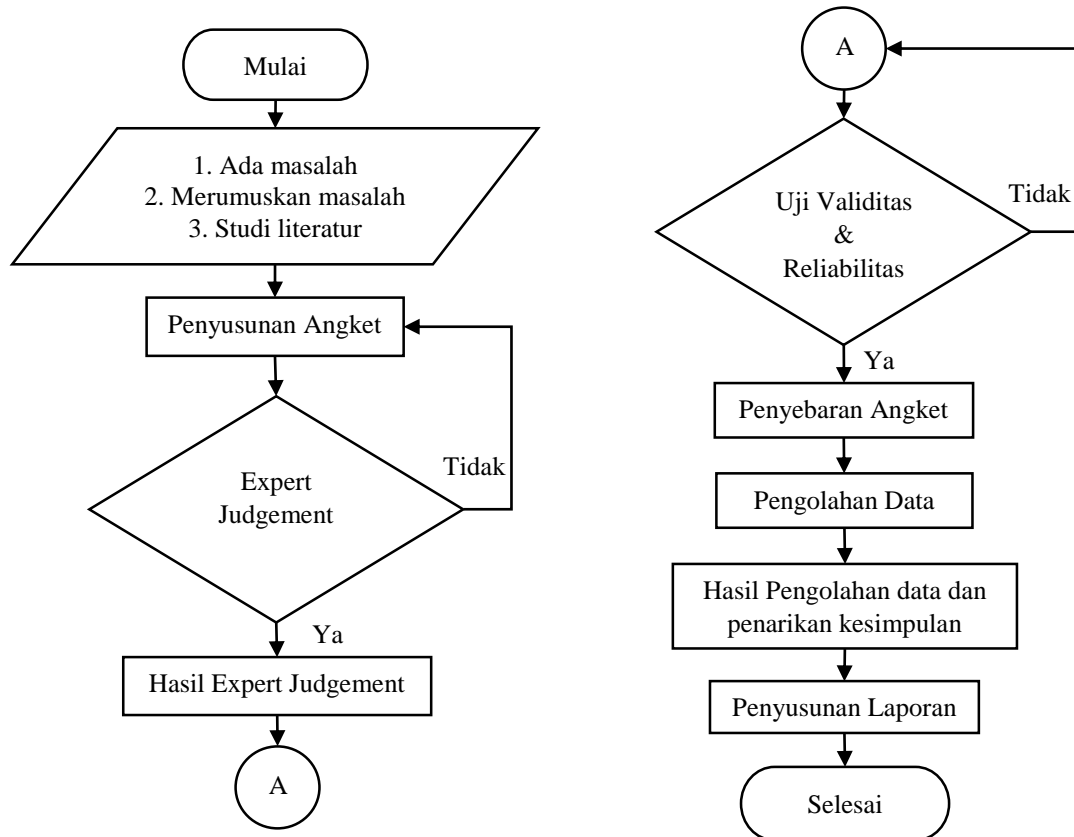 Mulai
1. Ada masalah
2. Merumuskan masalah
3. Studi literatur
Penyusunan Angket
Expert
Judgement
Tidak
Ya
Hasil Expert Judgement
A
A
Uji Validitas
&
Reliabilitas
Tidak
Ya
Penyebaran Angket
Pengolahan Data
Hasil Pengolahan data dan
penarikan kesimpulan
Penyusunan Laporan
Selesai